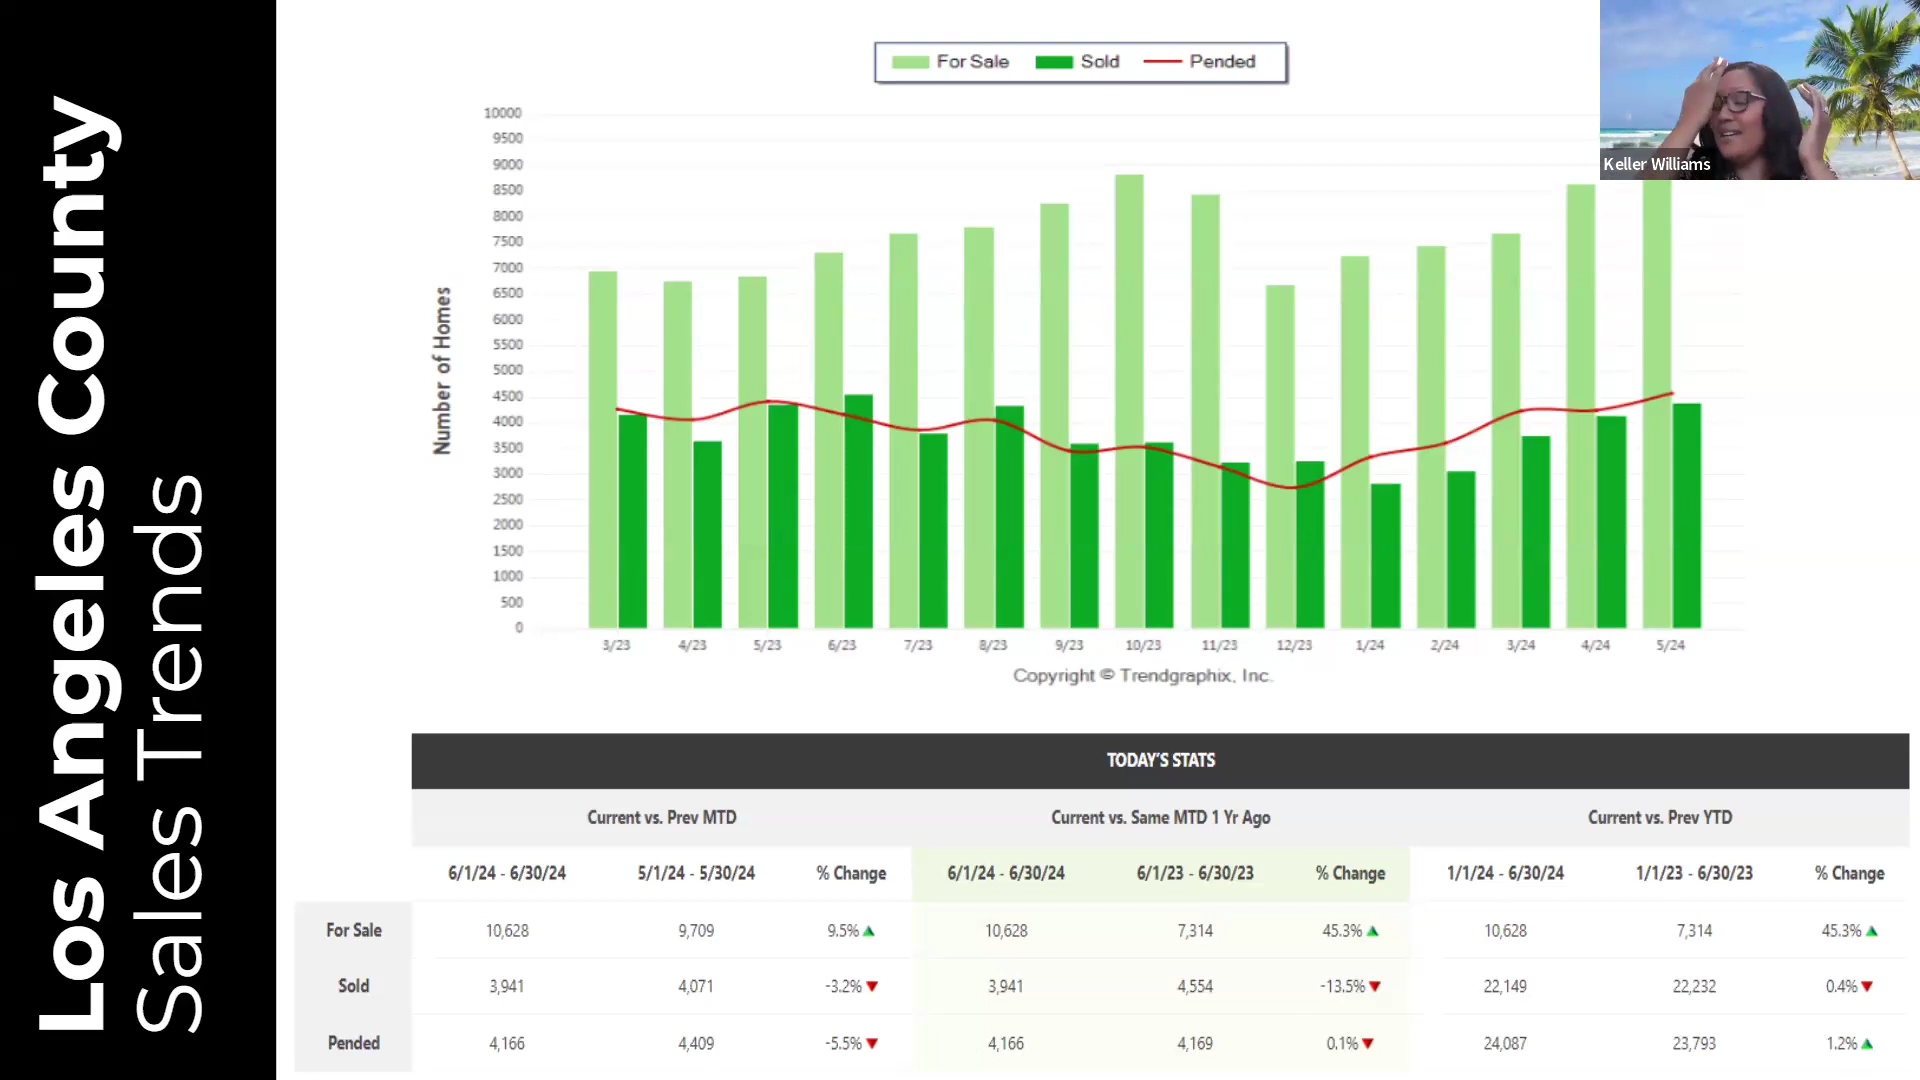 Los Angeles County
Sales Trends
For Sale Sold Pended
Keller Williams
Number of Homes
10000
9500
9000
8500
8000
7500
7000
6500
6000
5500
5000
4500
4000
3500
3000
2500
2000
1500
1000
500
0
3/23 4/23 5/23 6/23 7/23 8/23 9/23 10/23 11/23 12/23 1/24 2/24 3/24 4/24 5/24
Copyright © Trendgraphix, Inc.
TODAY'S STATS
Current vs. Prev MTD Current vs. Same MTD 1 Yr Ago Current vs. Prev YTD
6/1/24 - 6/30/24 5/1/24 - 5/30/24 % Change 6/1/24 - 6/30/24 6/1/23 - 6/30/23 % Change 1/1/24 - 6/30/24 1/1/23 - 6/30/23 % Change
For Sale 10,628 9,709 9.5% 10,628 7,314 45.3% 10,628 7,314 45.3%
Sold 3,941 4,071 -3.2% 3,941 4,554 -13.5% 22,149 22,232 0.4%
Pended 4,166 4,409 -5.5% 4,166 4,169 0.1% 24,087 23,793 1.2%